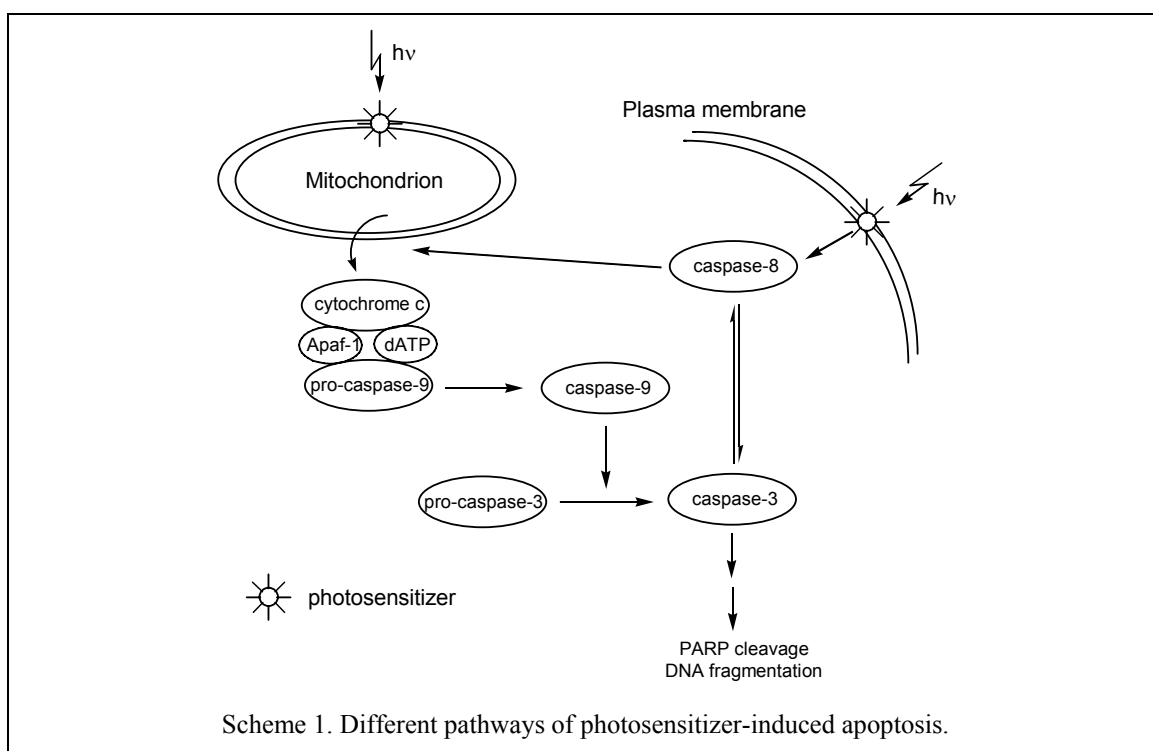 hν
Plasma membrane
Mitochondrion
hν
caspase-8
cytochrome c
Apaf-1 dATP
pro-caspase-9
caspase-9
pro-caspase-3
caspase-3
photosensitizer
PARP cleavage
DNA fragmentation
Scheme 1. Different pathways of photosensitizer-induced apoptosis.